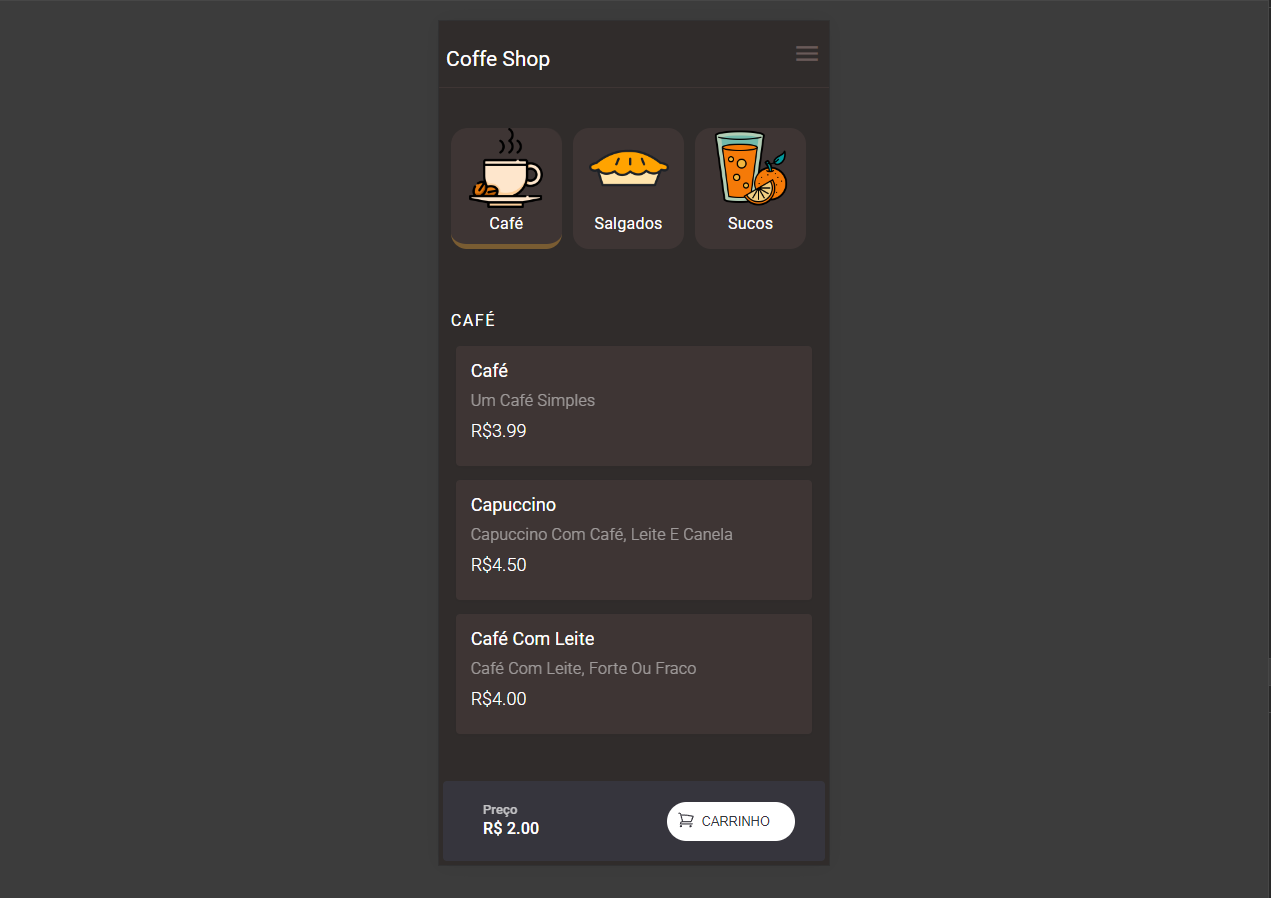 Coffe Shop
Café
Salgados
Sucos
CAFÉ
Café
Um Café Simples
R$3.99
Capuccino
Capuccino Com Café, Leite E Canela
R$4.50
Café Com Leite
Café Com Leite, Forte Ou Fraco
R$4.00
Preço
R$ 2.00
CARRINHO